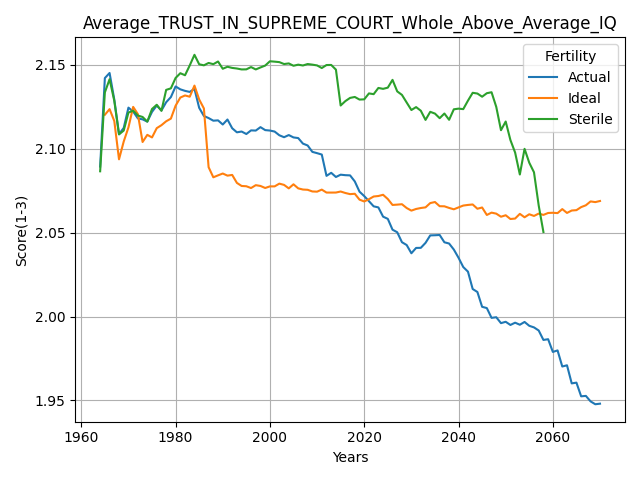 Average_TRUST_IN_SUPREME_COURT_Whole_Above_Average_IQ
Fertility
Actual
Ideal
Sterile
Score(1-3)
2.15
2.10
2.05
2.00
1.95
1960
1980
2000
2020
2040
2060
Years